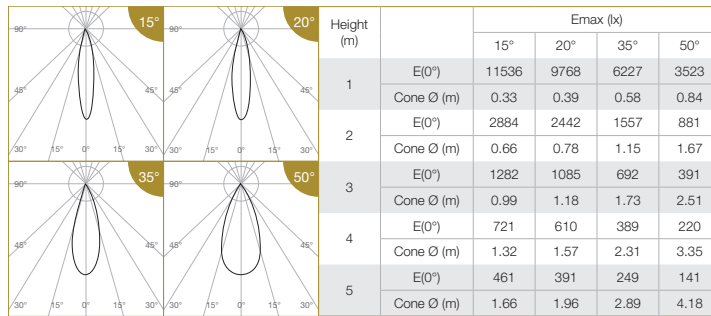 15°
90°
45° 45°
30° 15° 0° 15° 30°
20°
90°
45° 45°
30° 15° 0° 15° 30°
35°
90°
45° 45°
30° 15° 0° 15° 30°
50°
90°
45° 45°
30° 15° 0° 15° 30°
Height (m) Emax (lx)
15° 20° 35° 50°
1 E(0°) 11536 9768 6227 3523
Cone Ø (m) 0.33 0.39 0.58 0.84
2 E(0°) 2884 2442 1557 881
Cone Ø (m) 0.66 0.78 1.15 1.67
3 E(0°) 1282 1085 692 391
Cone Ø (m) 0.99 1.18 1.73 2.51
4 E(0°) 721 610 389 220
Cone Ø (m) 1.32 1.57 2.31 3.35
5 E(0°) 461 391 249 141
Cone Ø (m) 1.66 1.96 2.89 4.18